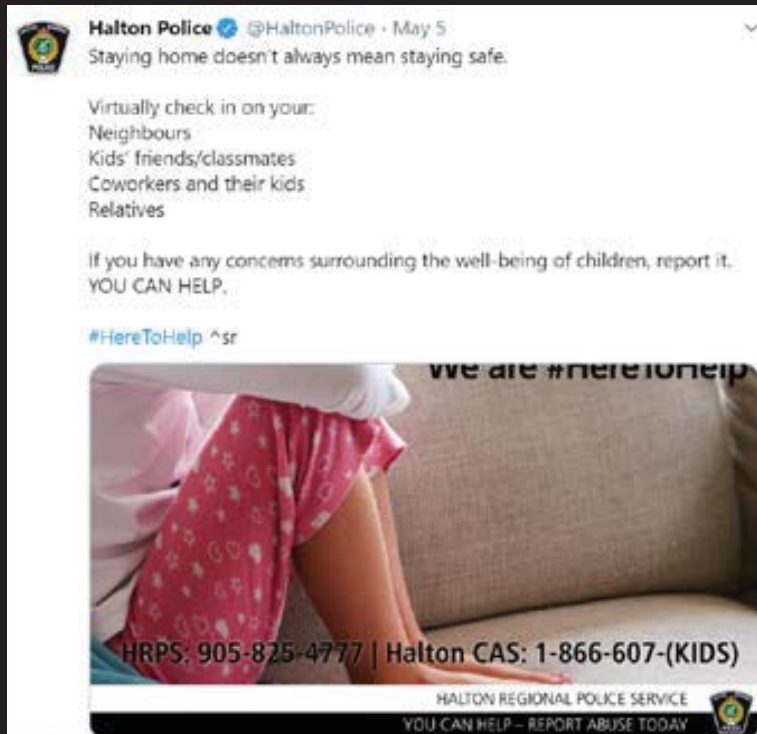 Halton Police @HaltonPolice · May 5
Staying home doesn't always mean staying safe.
Virtually check in on your:
Neighbours
Kids' friends/classmates
Coworkers and their kids
Relatives
If you have any concerns surrounding the well-being of children, report it.
YOU CAN HELP.
#HereToHelp ^sr
We are #HereToHelp
HRPS: 905-825-4777 | Halton CAS: 1-866-607-(KIDS)
HALTON REGIONAL POLICE SERVICE
YOU CAN HELP – REPORT ABUSE TODAY